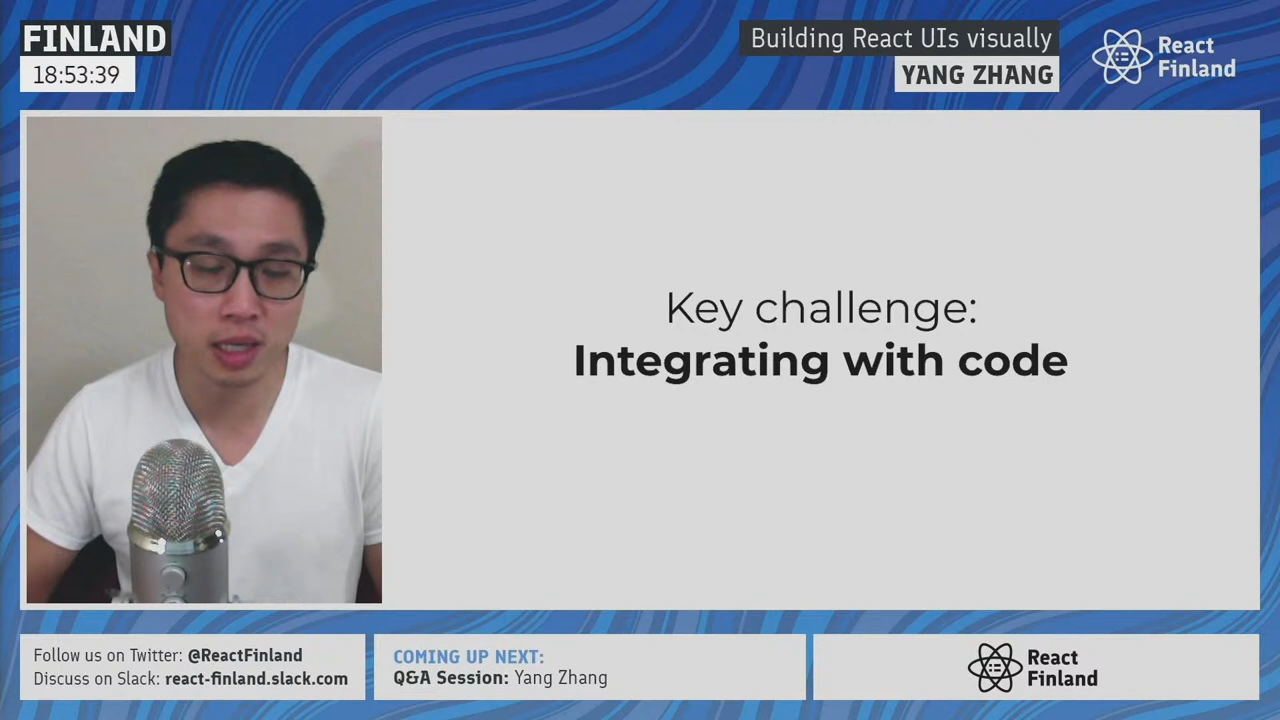 FINLAND
18:53:39
Building React UIs visually
YANG ZHANG
React
Finland
Key challenge:
Integrating with code
Follow us on Twitter: @ReactFinland
Discuss on Slack: react-finland.slack.com
COMING UP NEXT:
Q&A Session: Yang Zhang
React
Finland